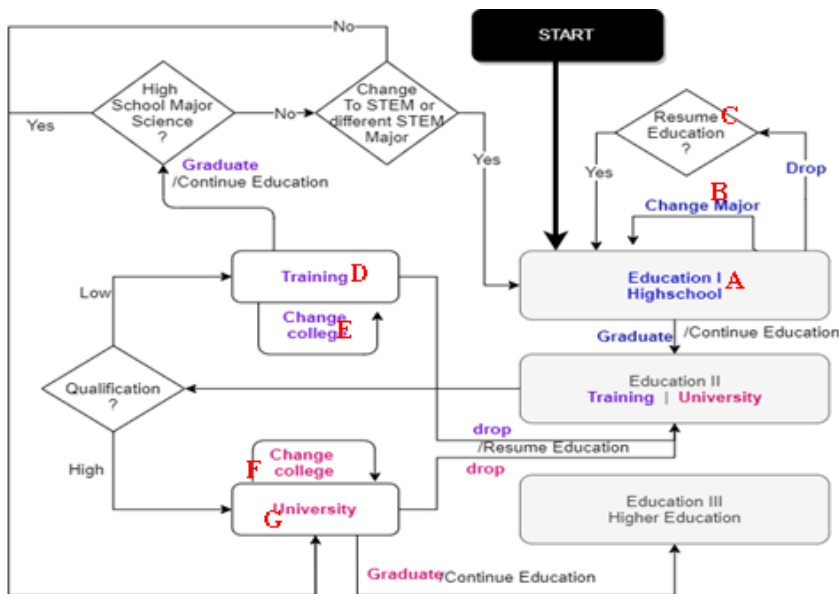 No
START
High
School Major
Science
?
Change
To STEM or
different STEM
Major
Resume C
Education
?
Yes
No
Yes
Yes
Drop
Graduate
/Continue Education
B
Change Major
Training D
Education I A
Highschool
Low
Change
college E
Graduate /Continue Education
Qualification
?
Education II
Training | University
drop
/Resume Education
drop
High
F Change
college
University
G
Education III
Higher Education
Graduate /Continue Education